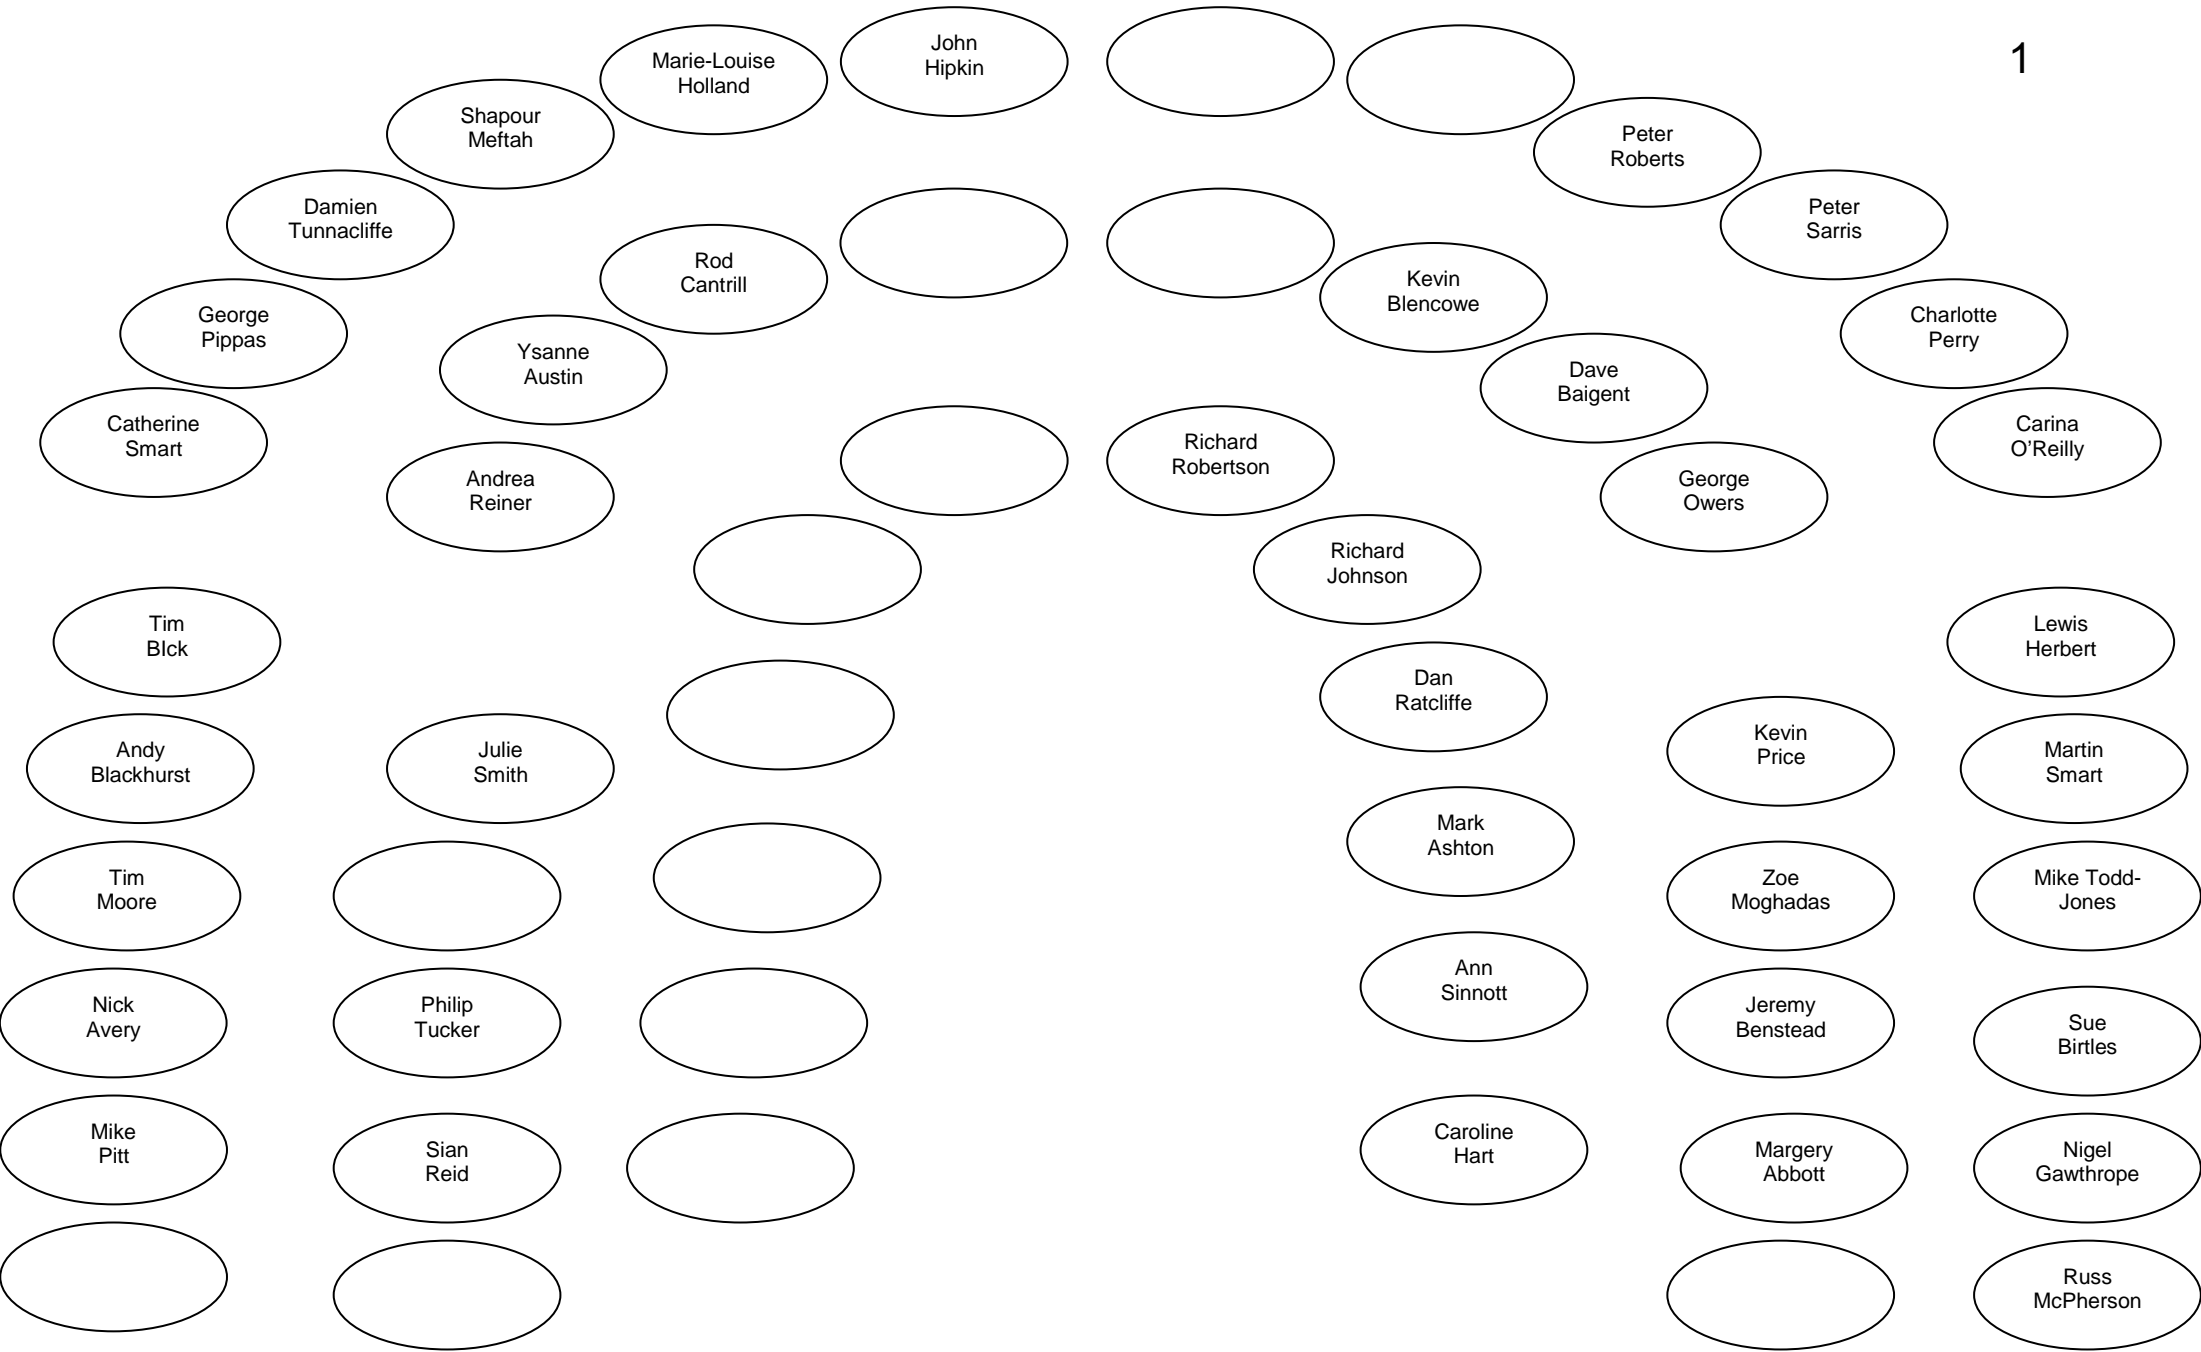 1
John
Hipkin
Marie-Louise
Holland
Shapour
Meftah
Peter
Roberts
Damien
Tunnacliffe
Peter
Sarris
Rod
Cantrill
Kevin
Blencowe
George
Pippas
Charlotte
Perry
Ysanne
Austin
Dave
Baigent
Catherine
Smart
Carina
O'Reilly
Richard
Robertson
Andrea
Reiner
George
Owers
Richard
Johnson
Tim
BIck
Lewis
Herbert
Dan
Ratcliffe
Kevin
Price
Andy
Blackhurst
Julie
Smith
Martin
Smart
Mark
Ashton
Tim
Moore
Zoe
Moghadas
Mike Todd-
Jones
Ann
Sinnott
Nick
Avery
Philip
Tucker
Jeremy
Benstead
Sue
Birtles
Mike
Pitt
Caroline
Hart
Sian
Reid
Margery
Abbott
Nigel
Gawthrope
Russ
McPherson